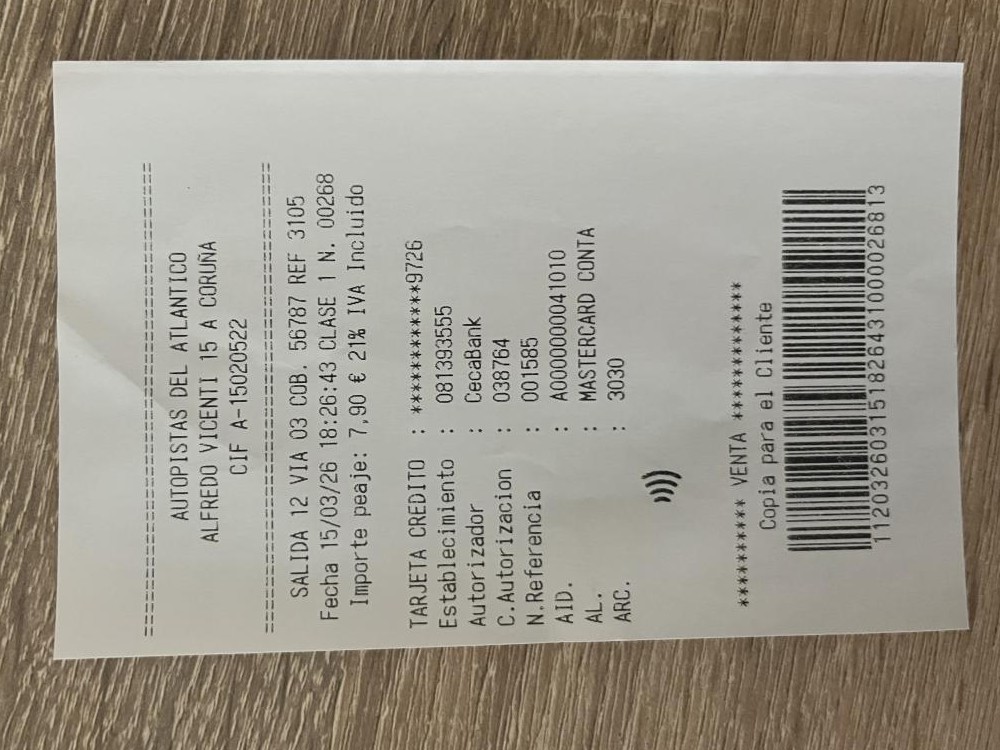 ========================================
AUTOPISTAS DEL ATLANTICO
ALFREDO VICENTI 15 A CORUÑA
CIF A-15020522
========================================
SALIDA 12 VIA 03 COB. 56787 REF 3105
Fecha 15/03/26 18:26:43 CLASE 1 N. 00268
Importe peaje: 7,90 € 21% IVA Incluido
TARJETA CREDITO : ************9726
Establecimiento : 081393555
Autorizador : CecaBank
C.Autorizacion : 038764
N.Referencia : 001585
AID. : A0000000041010
AL. : MASTERCARD CONTA
ARC. : 3030
********** VENTA **************
Copia para el Cliente
112032603151826431000026813